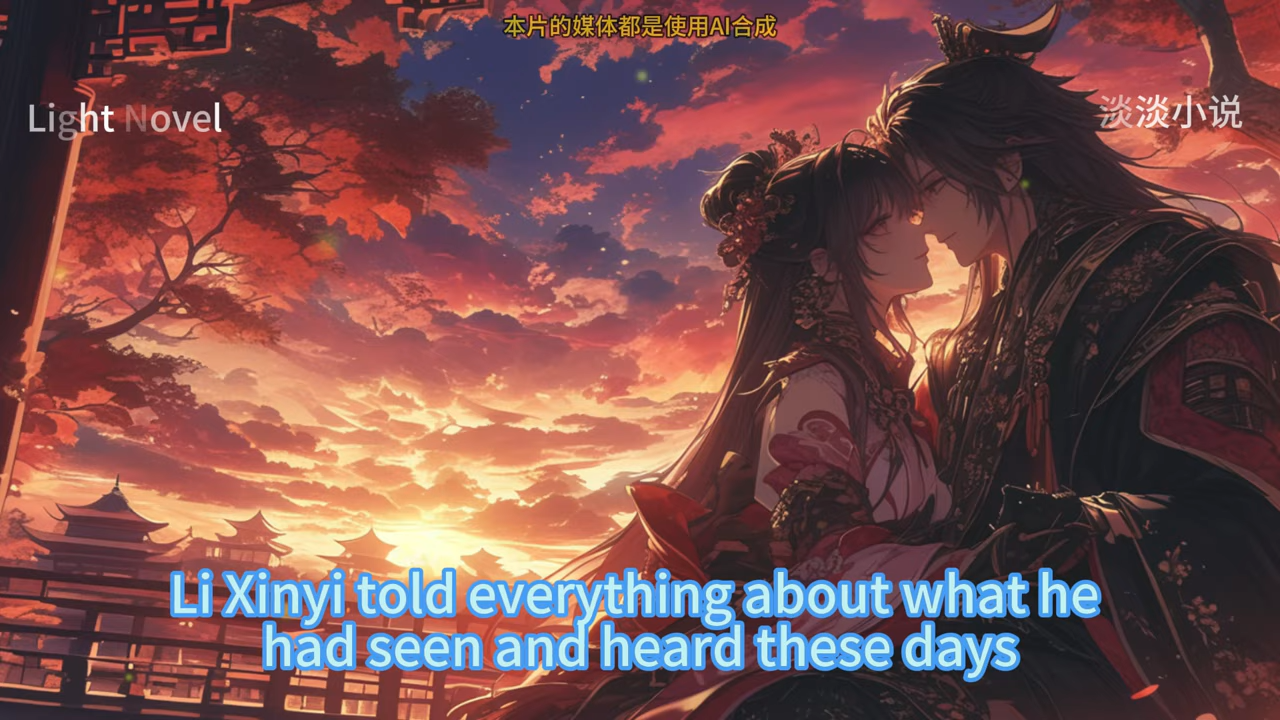 本片的媒体都是使用AI合成
Light Novel
淡淡小说
Li Xinyi told everything about what he
had seen and heard these days